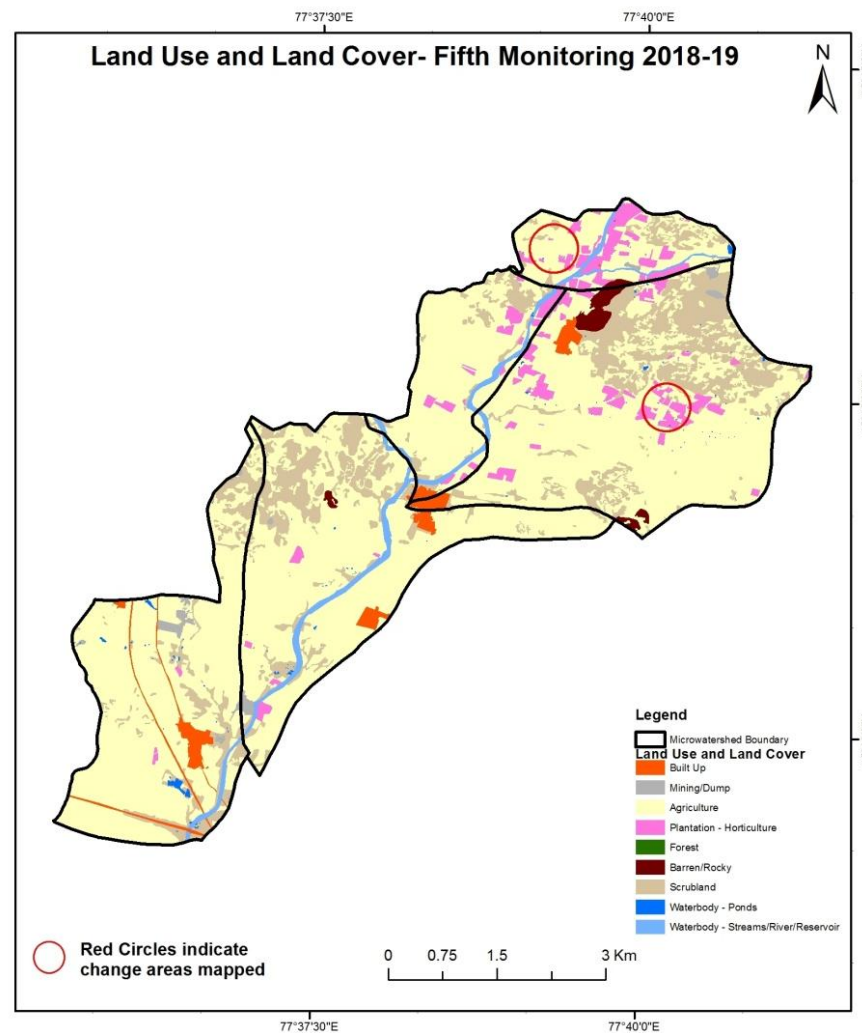 77°37'30"E 77°40'0"E
Land Use and Land Cover- Fifth Monitoring 2018-19
N
Legend
Microwatershed Boundary
Land Use and Land Cover
Built Up
Mining/Dump
Agriculture
Plantation - Horticulture
Forest
Barren/Rocky
Scrubland
Waterbody - Ponds
Waterbody - Streams/River/Reservoir
Red Circles indicate
change areas mapped
0 0.75 1.5 3 Km
77°37'30"E 77°40'0"E